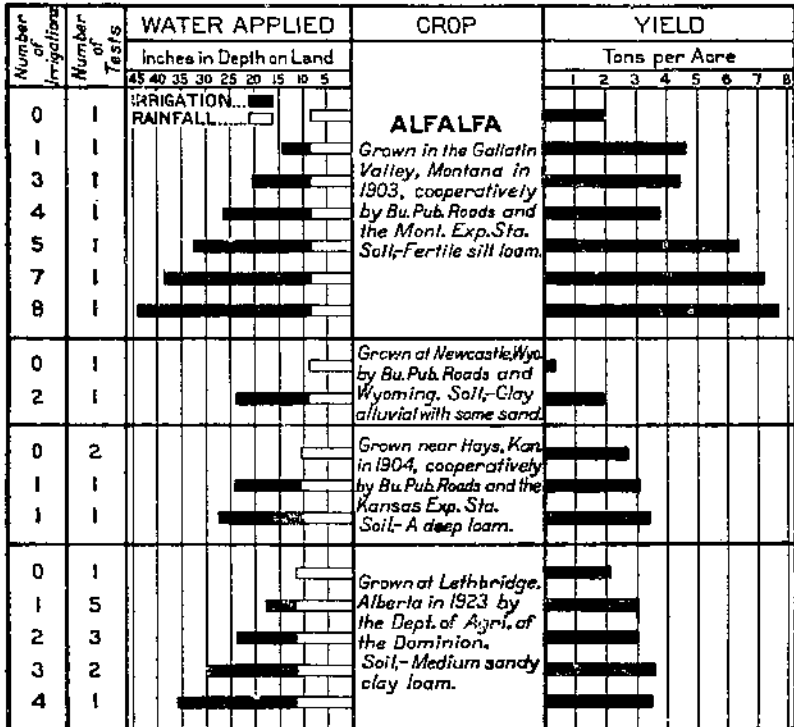 Number of Irrigations
Number of Tests
WATER APPLIED
CROP
YIELD
Inches in Depth on Land
Tons per Acre
45 40 35 30 25 20 15 10 5
1 2 3 4 5 6 7 8
IRRIGATION...
RAINFALL...
0 1
1 1
3 1
4 1
5 1
7 1
8 1
ALFALFA
Grown in the Gallatin
Valley, Montana in
1903, cooperatively
by Bu. Pub. Roads and
the Mont. Exp. Sta.
Soil,-Fertile silt loam.
0 1
2 1
Grown at Newcastle, Wyo.
by Bu. Pub. Roads and
Wyoming. Soil,-Clay
alluvial with some sand.
0 2
1 1
1 1
Grown near Hays, Kan.
in 1904, cooperatively
by Bu. Pub. Roads and the
Kansas Exp. Sta.
Soil,-A deep loam.
0 1
1 5
2 3
3 2
4 1
Grown at Lethbridge,
Alberta in 1923 by
the Dept. of Agri. of
the Dominion.
Soil,-Medium sandy
clay loam.